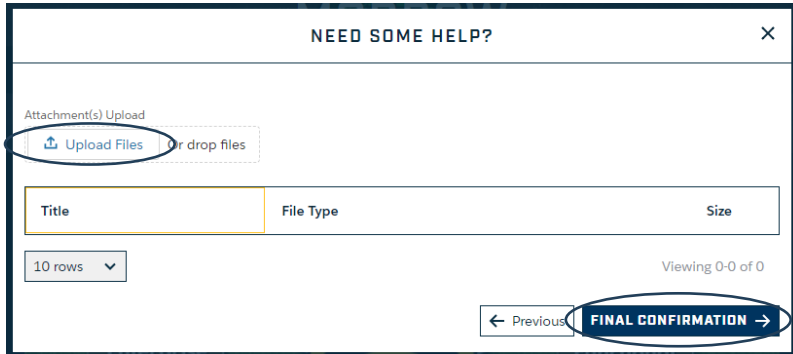 NEED SOME HELP?
Attachment(s) Upload
Upload Files Or drop files
Title File Type Size
10 rows Viewing 0-0 of 0
Previous FINAL CONFIRMATION